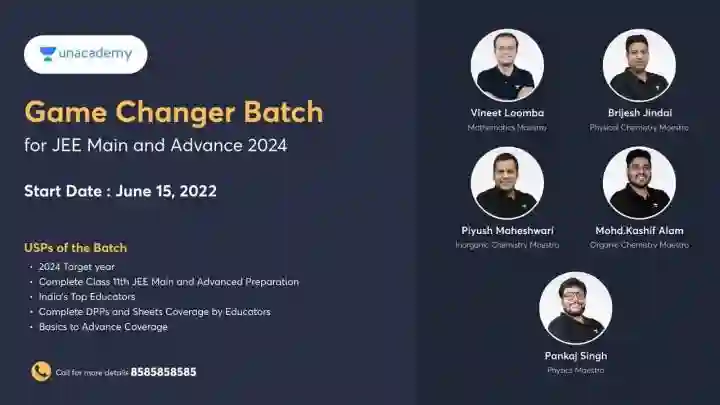 unacademy
Game Changer Batch
for JEE Main and Advance 2024
Start Date : June 15, 2022
USPs of the Batch
• 2024 Target year
• Complete Class 11th JEE Main and Advanced Preparation
• India's Top Educators
• Complete DPPs and Sheets Coverage by Educators
• Basics to Advance Coverage
Call for more details 8585858585
Vineet Loomba
Mathematics Maestro
Brijesh Jindal
Physical Chemistry Maestro
Piyush Maheshwari
Inorganic Chemistry Maestro
Mohd.Kashif Alam
Organic Chemistry Maestro
Pankaj Singh
Physics Maestro